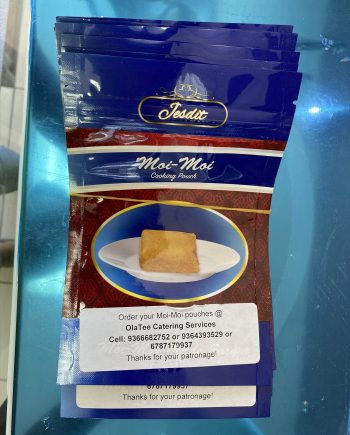 Jesdit
Moi-Moi
Cooking Pouch
Order your Moi-Moi pouches @
OlaTee Catering Services
Cell: 9366682752 or 9364393529 or
6787179937
Thanks for your patronage!
6787179937
Thanks for your patronage!